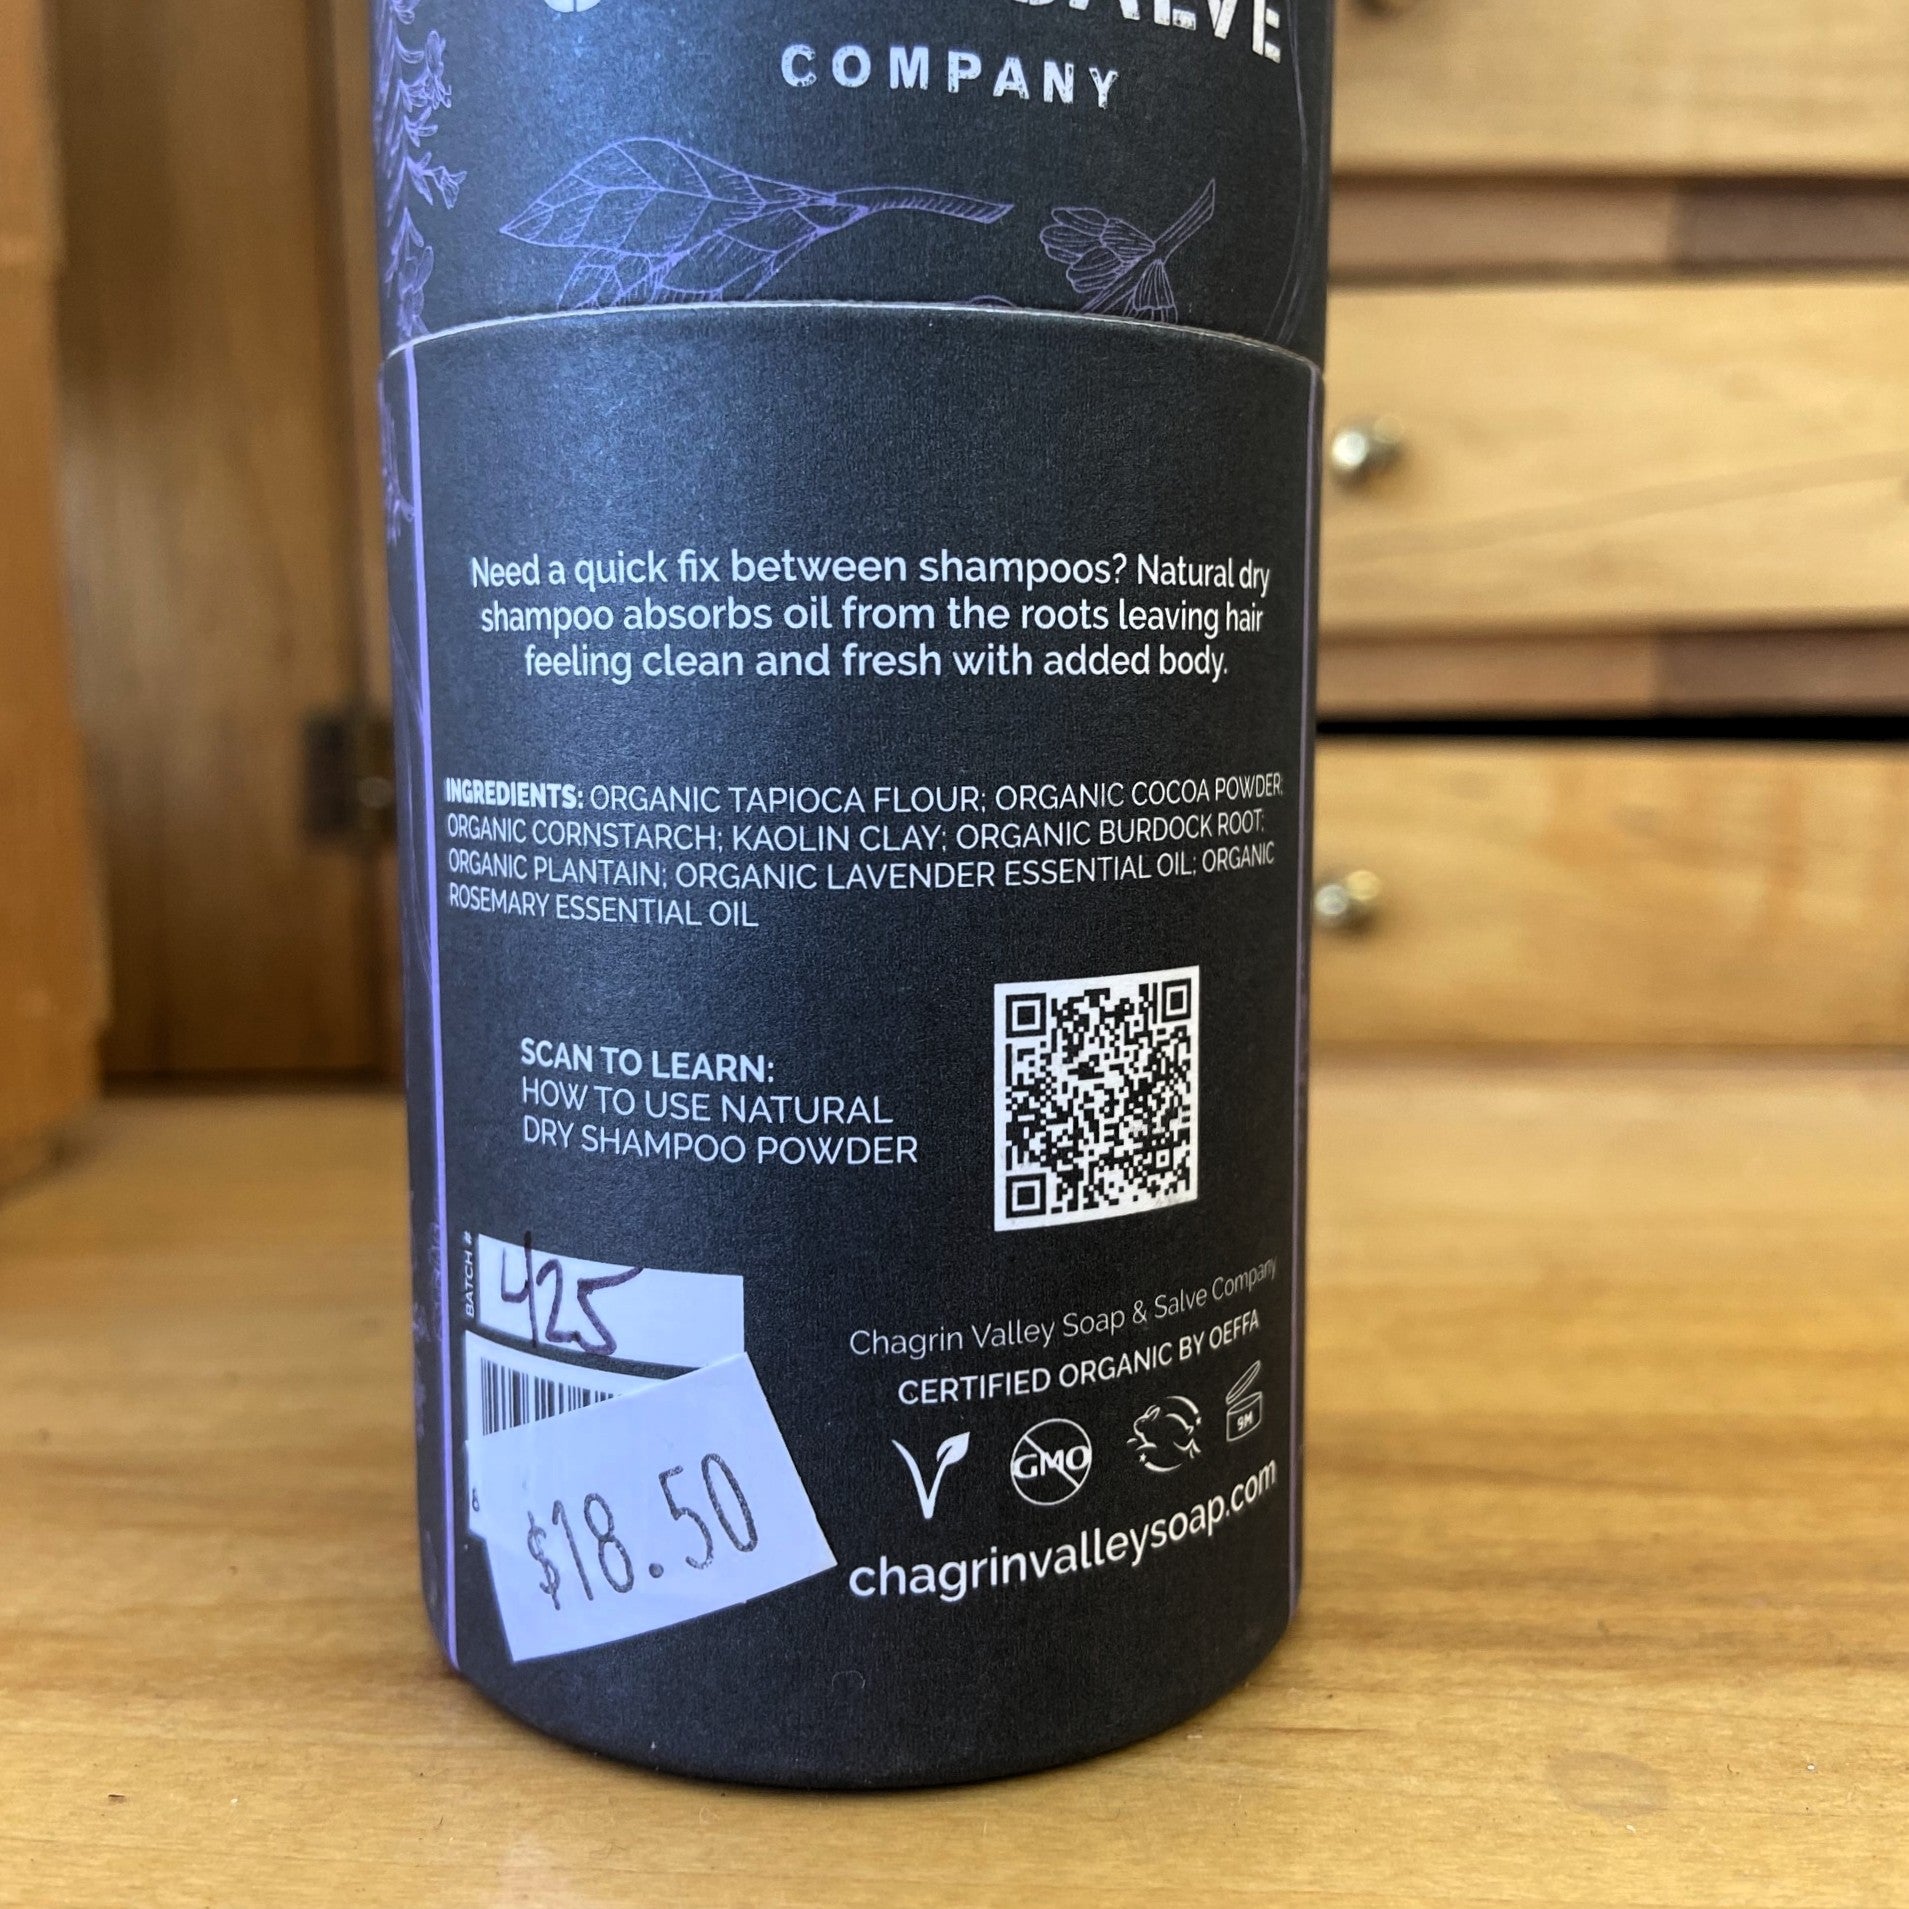 COMPANY
Need a quick fix between shampoos? Natural dry
shampoo absorbs oil from the roots leaving hair
feeling clean and fresh with added body.
INGREDIENTS: ORGANIC TAPIOCA FLOUR; ORGANIC COCOA POWDER;
ORGANIC CORNSTARCH; KAOLIN CLAY; ORGANIC BURDOCK ROOT;
ORGANIC PLANTAIN; ORGANIC LAVENDER ESSENTIAL OIL; ORGANIC
ROSEMARY ESSENTIAL OIL
SCAN TO LEARN:
HOW TO USE NATURAL
DRY SHAMPOO POWDER
BATCH #
425
$18.50
Chagrin Valley Soap & Salve Company
CERTIFIED ORGANIC BY OEFFA
GMO
9M
chagrinvalleysoap.com